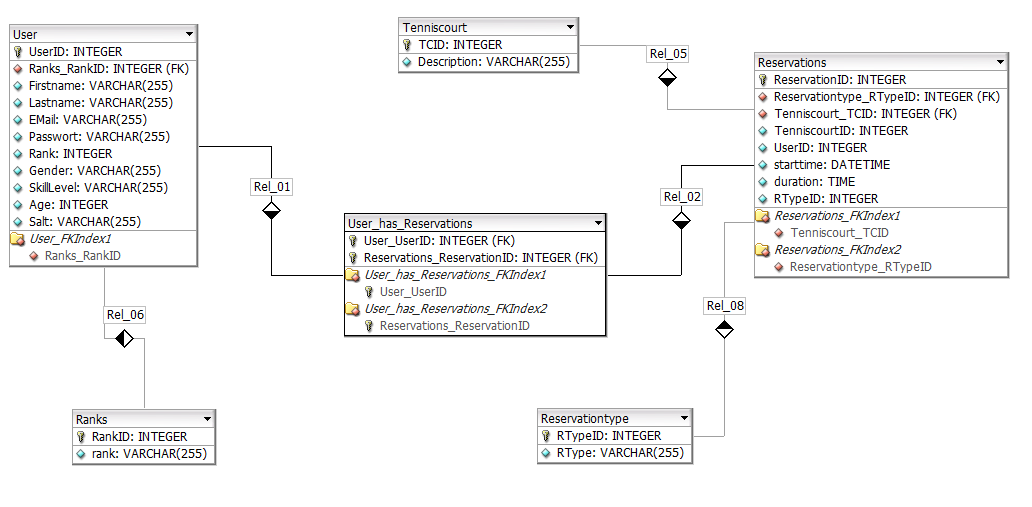 User
UserID: INTEGER
Ranks_RankID: INTEGER (FK)
Firstname: VARCHAR(255)
Lastname: VARCHAR(255)
EMail: VARCHAR(255)
Passwort: VARCHAR(255)
Rank: INTEGER
Gender: VARCHAR(255)
SkillLevel: VARCHAR(255)
Age: INTEGER
Salt: VARCHAR(255)
User_FKIndex1
Ranks_RankID
Tenniscourt
TCID: INTEGER
Description: VARCHAR(255)
Rel_05
Reservations
ReservationID: INTEGER
Reservationtype_RTypeID: INTEGER (FK)
Tenniscourt_TCID: INTEGER (FK)
TenniscourtID: INTEGER
UserID: INTEGER
starttime: DATETIME
duration: TIME
RTypeID: INTEGER
Reservations_FKIndex1
Tenniscourt_TCID
Reservations_FKIndex2
Reservationtype_RTypeID
Rel_01
Rel_02
User_has_Reservations
User_UserID: INTEGER (FK)
Reservations_ReservationID: INTEGER (FK)
User_has_Reservations_FKIndex1
User_UserID
User_has_Reservations_FKIndex2
Reservations_ReservationID
Rel_06
Rel_08
Ranks
RankID: INTEGER
rank: VARCHAR(255)
Reservationtype
RTypeID: INTEGER
RType: VARCHAR(255)